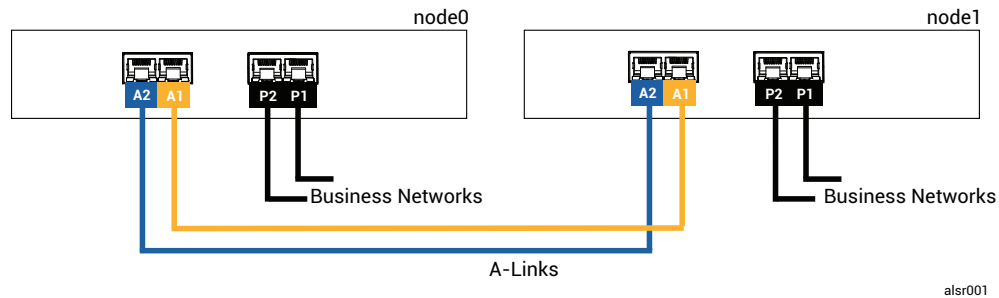 node0 node1
A2 A1 P2 P1 A2 A1 P2 P1
Business Networks Business Networks
A-Links
alsr001